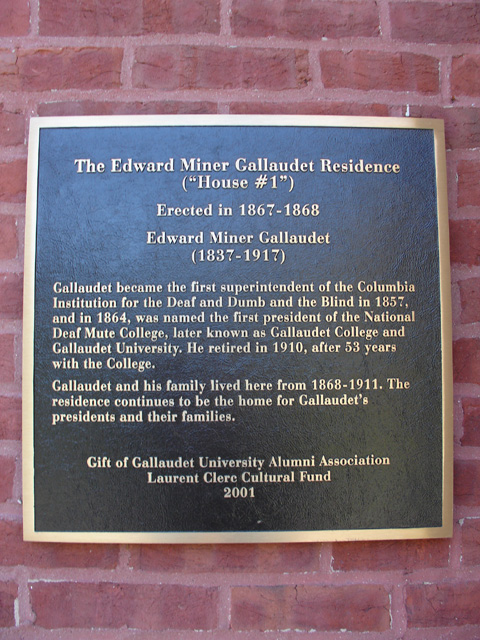 The Edward Miner Gallaudet Residence
("House #1")
Erected in 1867-1868
Edward Miner Gallaudet
(1837-1917)
Gallaudet became the first superintendent of the Columbia
Institution for the Deaf and Dumb and the Blind in 1857,
and in 1864, was named the first president of the National
Deaf Mute College, later known as Gallaudet College and
Gallaudet University. He retired in 1910, after 53 years
with the College.
Gallaudet and his family lived here from 1868-1911. The
residence continues to be the home for Gallaudet's
presidents and their families.
Gift of Gallaudet University Alumni Association
Laurent Clerc Cultural Fund
2001